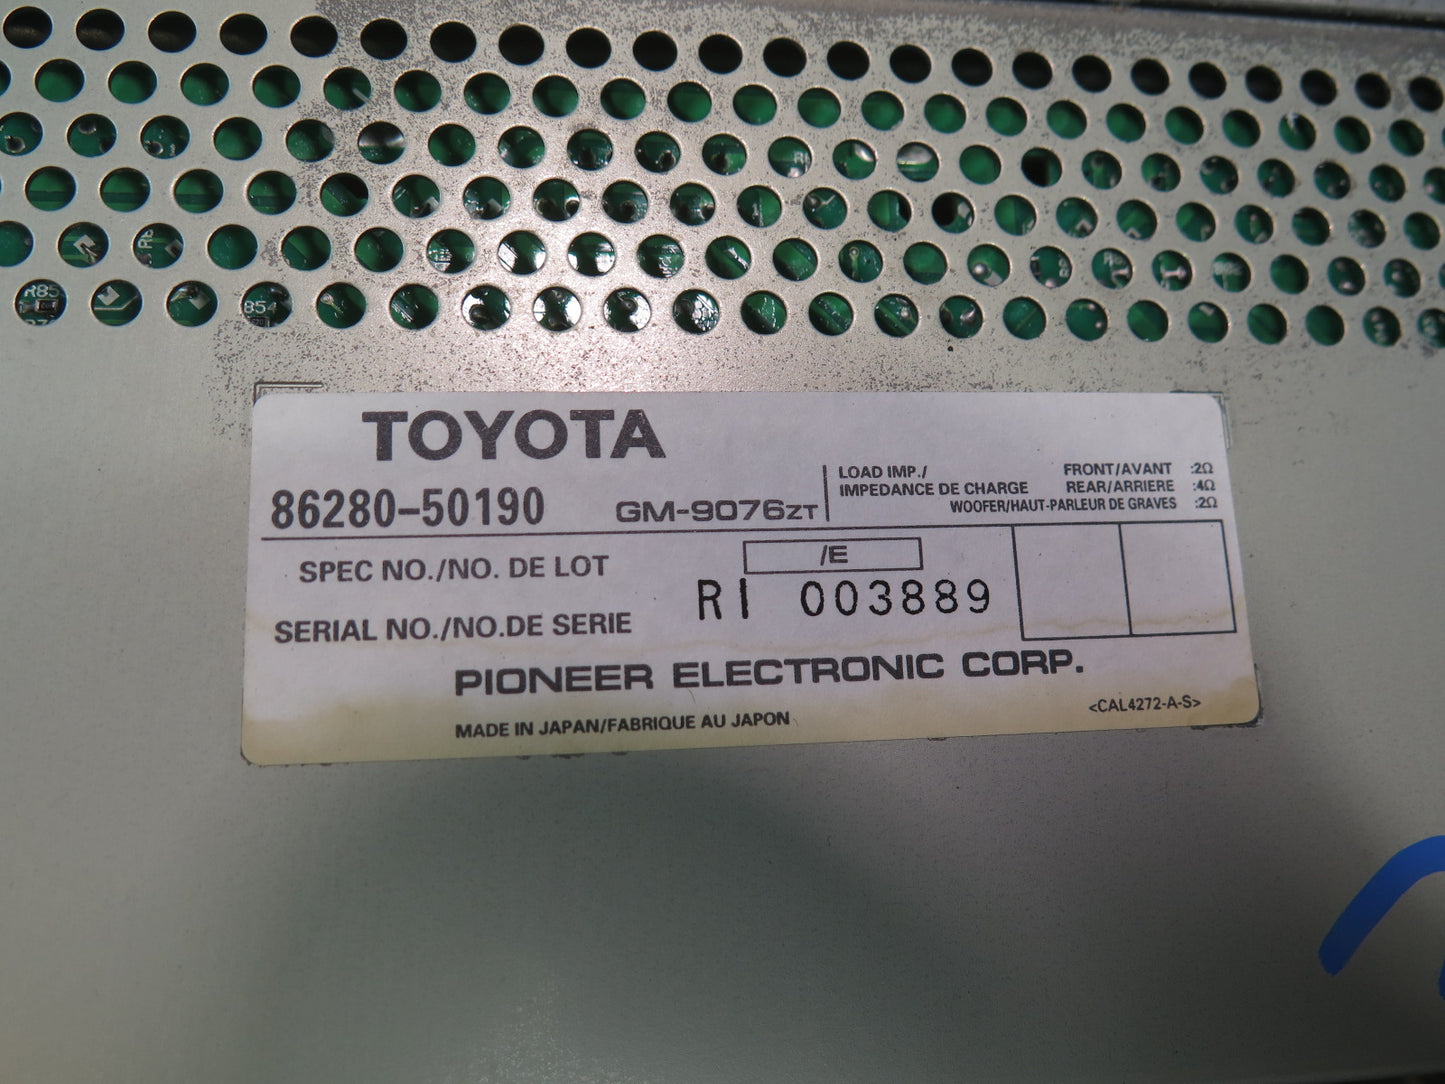 R85
854
TOYOTA
86280-50190 GM-9076ZT
LOAD IMP./ FRONT/AVANT :2Ω
IMPEDANCE DE CHARGE REAR/ARRIERE :4Ω
WOOFER/HAUT-PARLEUR DE GRAVES :2Ω
SPEC NO./NO. DE LOT /E
SERIAL NO./NO.DE SERIE RI 003889
PIONEER ELECTRONIC CORP.
MADE IN JAPAN/FABRIQUE AU JAPON <CAL4272-A-S>